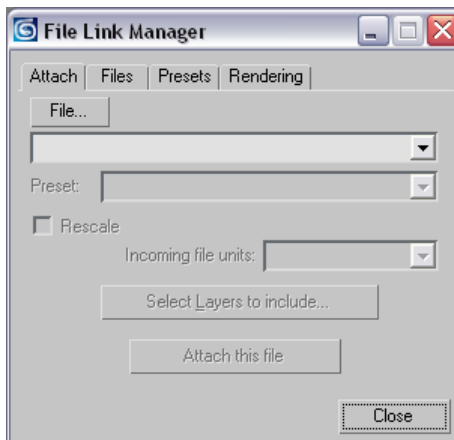 File Link Manager
Attach Files Presets Rendering
File...
Preset:
Rescale
Incoming file units:
Select Layers to include...
Attach this file
Close